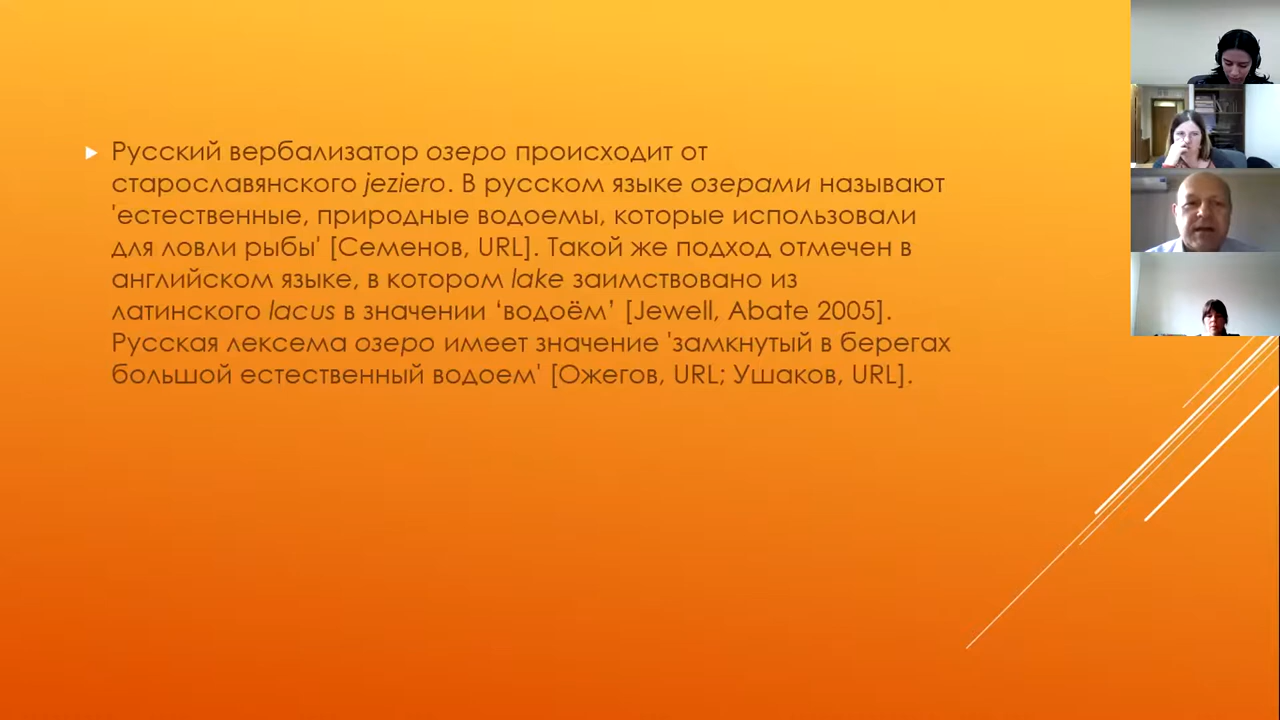 Русский вербализатор озеро происходит от
старославянского jeziero. В русском языке озерами называют
'естественные, природные водоемы, которые использовали
для ловли рыбы' [Семенов, URL]. Такой же подход отмечен в
английском языке, в котором lake заимствовано из
латинского lacus в значении ‘водоём’ [Jewell, Abate 2005].
Русская лексема озеро имеет значение 'замкнутый в берегах
большой естественный водоем' [Ожегов, URL; Ушаков, URL].